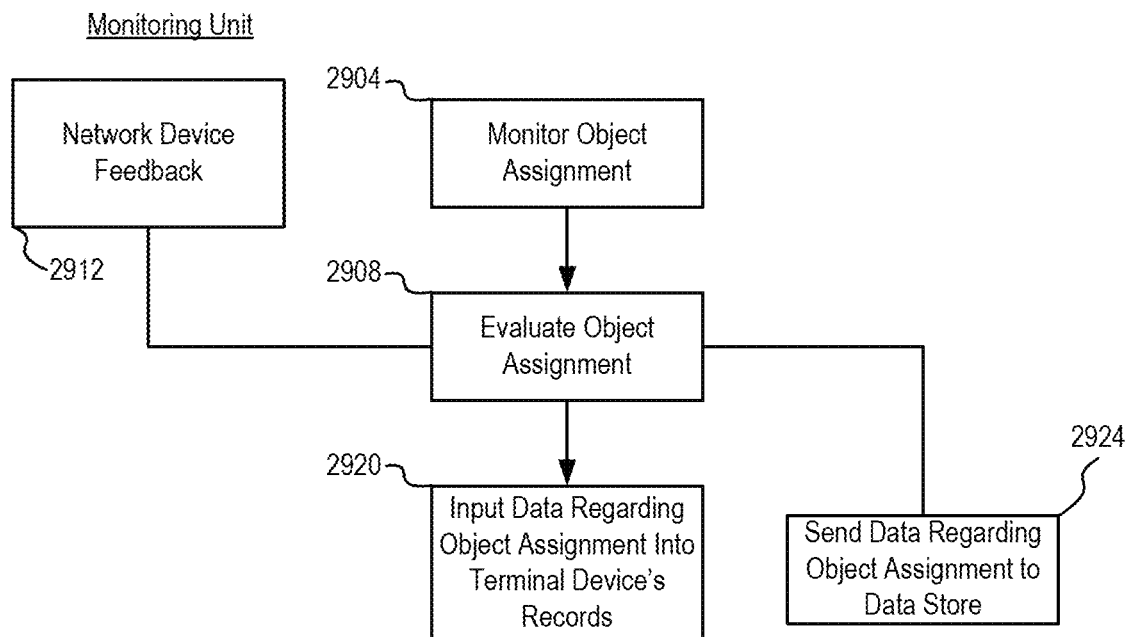 Monitoring Unit
2904
Network Device
Feedback
Monitor Object
Assignment
2912
2908
Evaluate Object
Assignment
2920
2924
Input Data Regarding
Object Assignment Into
Terminal Device's
Records
Send Data Regarding
Object Assignment to
Data Store